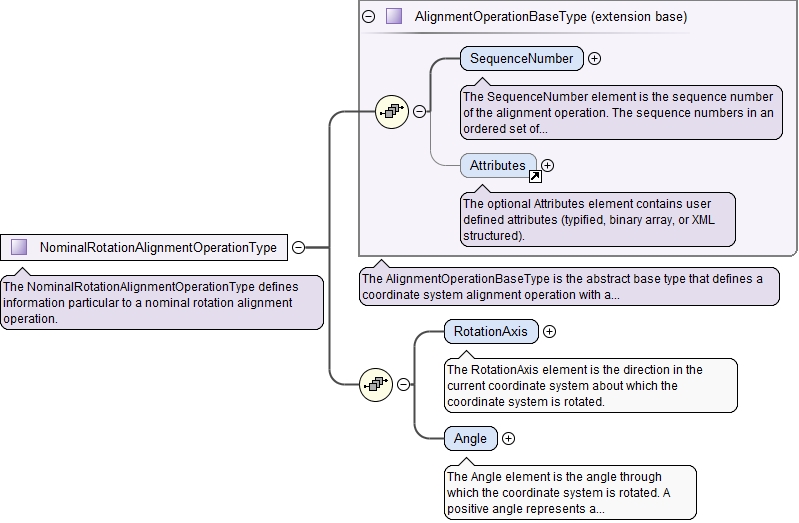 AlignmentOperationBaseType (extension base)
SequenceNumber
The SequenceNumber element is the sequence number
of the alignment operation. The sequence numbers in an
ordered set of...
Attributes
The optional Attributes element contains user
defined attributes (typified, binary array, or XML
structured).
NominalRotationAlignmentOperationType
The NominalRotationAlignmentOperationType defines
information particular to a nominal rotation alignment
operation.
The AlignmentOperationBaseType is the abstract base type that defines a
coordinate system alignment operation with a...
RotationAxis
The RotationAxis element is the direction in the
current coordinate system about which the
coordinate system is rotated.
Angle
The Angle element is the angle through
which the coordinate system is rotated. A
positive angle represents a...